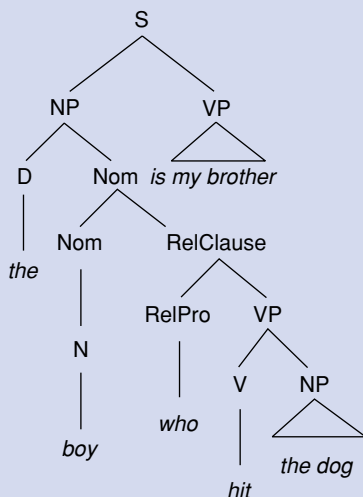 S
NP VP
D Nom is my brother
the Nom RelClause
N RelPro VP
boy who V NP
hit the dog